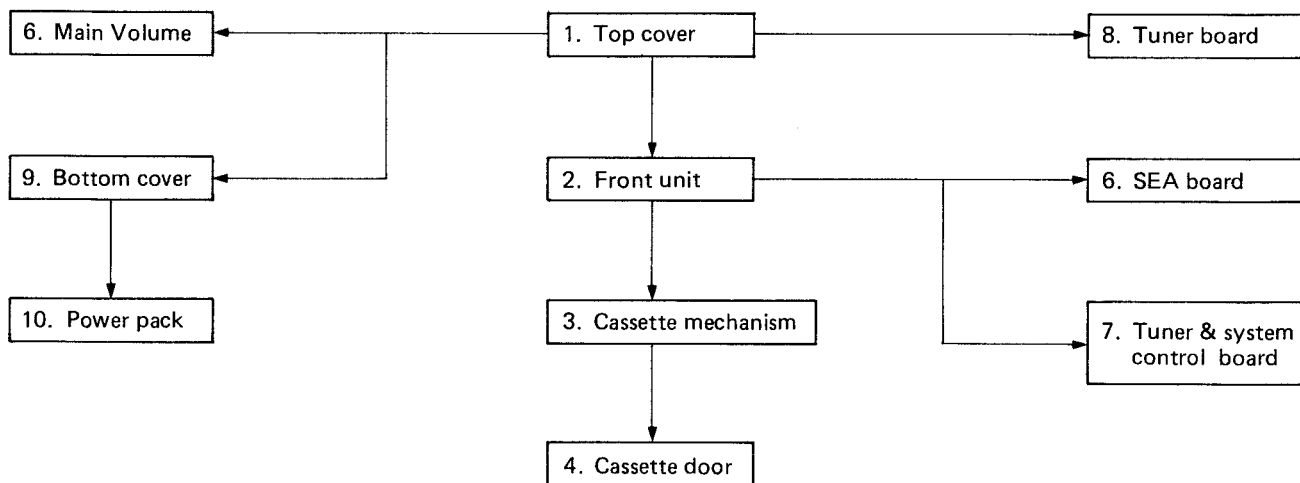 6. Main Volume
1. Top cover
8. Tuner board
9. Bottom cover
2. Front unit
6. SEA board
10. Power pack
3. Cassette mechanism
7. Tuner & system
control board
4. Cassette door